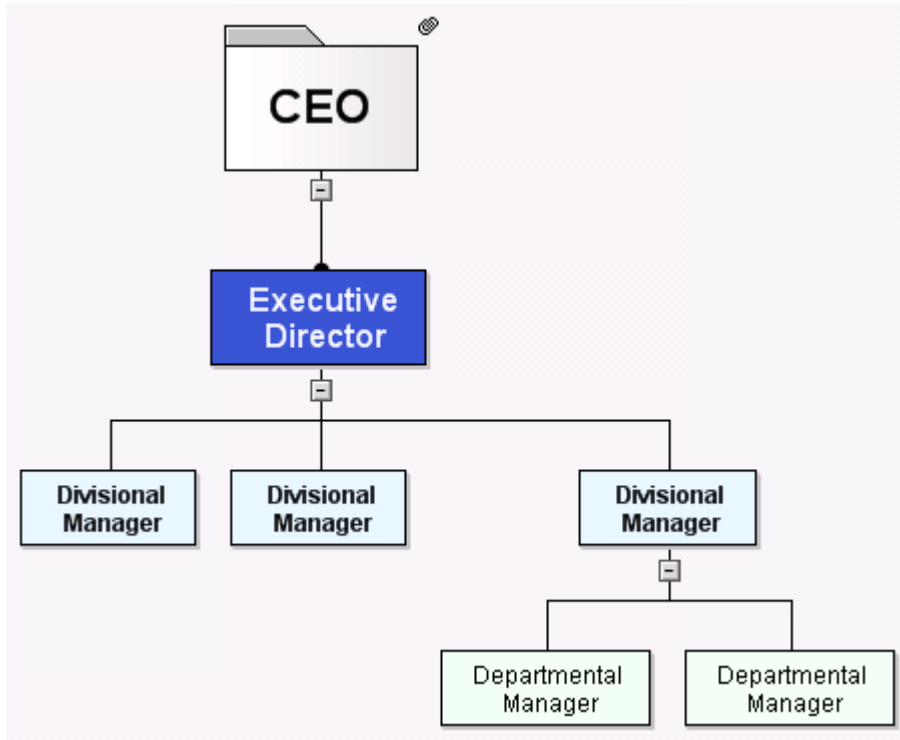 CEO
Executive
Director
Divisional
Manager
Divisional
Manager
Divisional
Manager
Departmental
Manager
Departmental
Manager